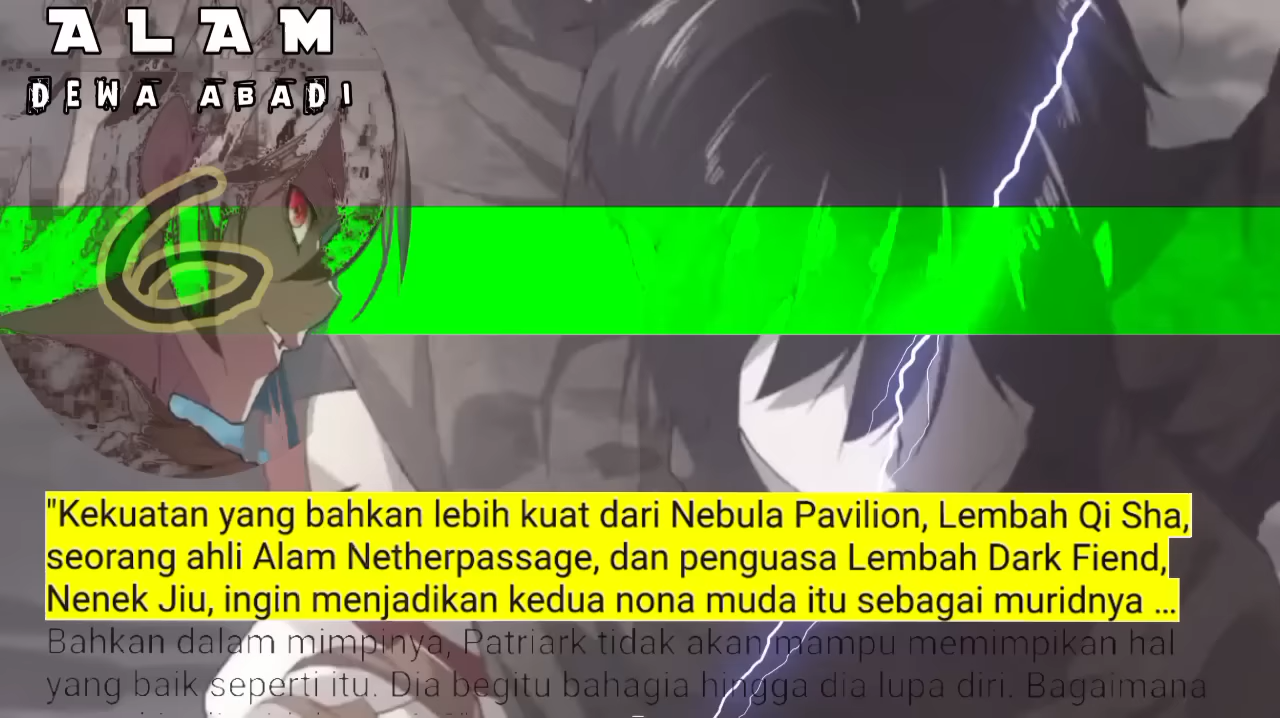 ALAM
DEWA ABADI
6
"Kekuatan yang bahkan lebih kuat dari Nebula Pavilion, Lembah Qi Sha,
seorang ahli Alam Netherpassage, dan penguasa Lembah Dark Fiend,
Nenek Jiu, ingin menjadikan kedua nona muda itu sebagai muridnya ...
Bahkan dalam mimpinya, Patriark tidak akan mampu memimpikan hal
yang baik seperti itu. Dia begitu bahagia hingga dia lupa diri. Bagaimana